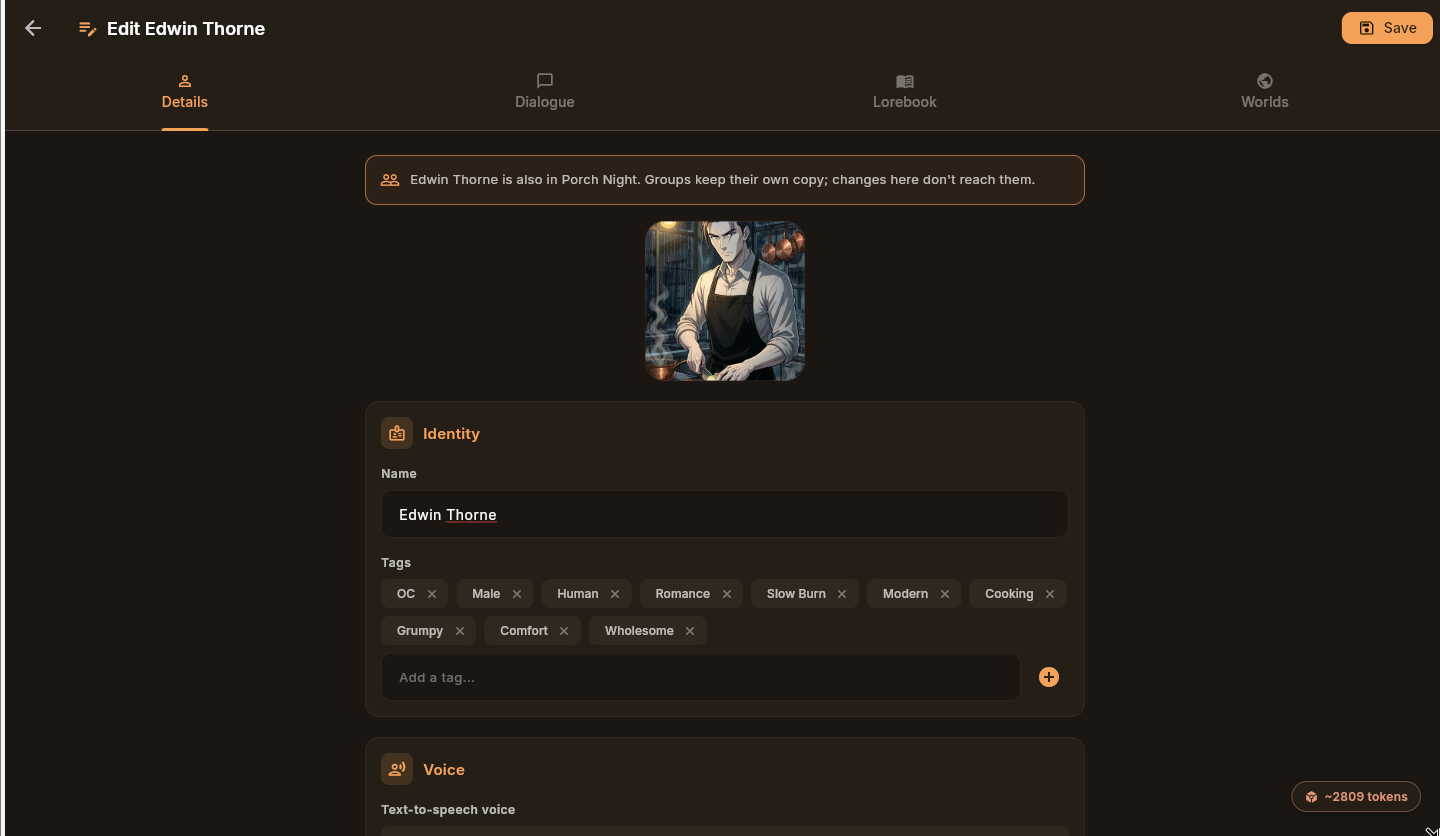 Edit Edwin Thorne
Save
Details
Dialogue
Lorebook
Worlds
Edwin Thorne is also in Porch Night. Groups keep their own copy; changes here don't reach them.
Identity
Name
Edwin Thorne
Tags
OC
Male
Human
Romance
Slow Burn
Modern
Cooking
Grumpy
Comfort
Wholesome
Add a tag...
Voice
Text-to-speech voice
~2809 tokens